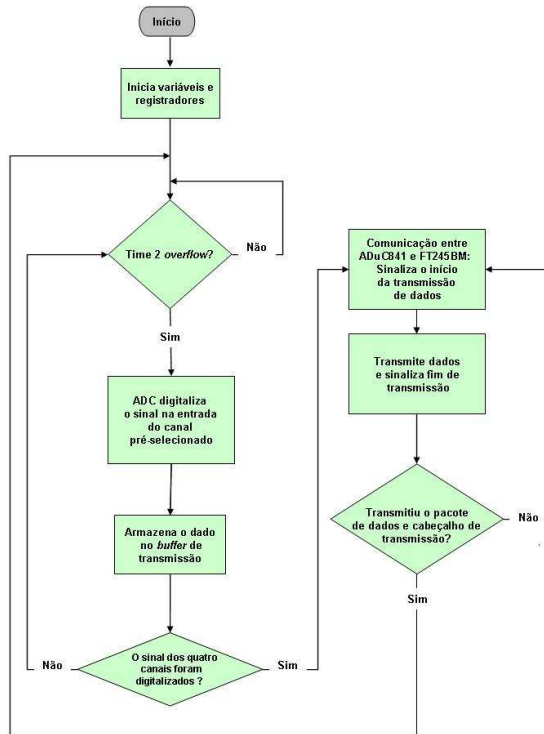 Início
Inicia variáveis e
registradores
Time 2 overflow?
Não
Sim
ADC digitaliza
o sinal na entrada
do canal
pré-selecionado
Armazena o dado
no buffer de
transmissão
O sinal dos quatro
canais foram
digitalizados ?
Não
Sim
Comunicação entre
ADuC841 e FT245BM:
Sinaliza o início
da transmissão
de dados
Transmite dados
e sinaliza fim de
transmissão
Transmitiu o pacote
de dados e cabeçalho de
transmissão?
Não
Sim